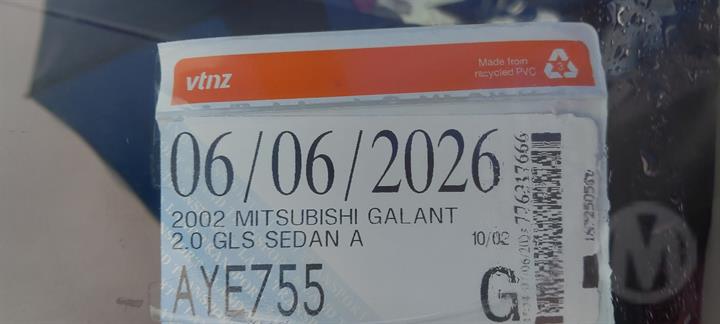 vtnz
Made from
recycled PVC
06/06/2026
2002 MITSUBISHI GALANT
2.0 GLS SEDAN A
10/02
AYE755
G
M